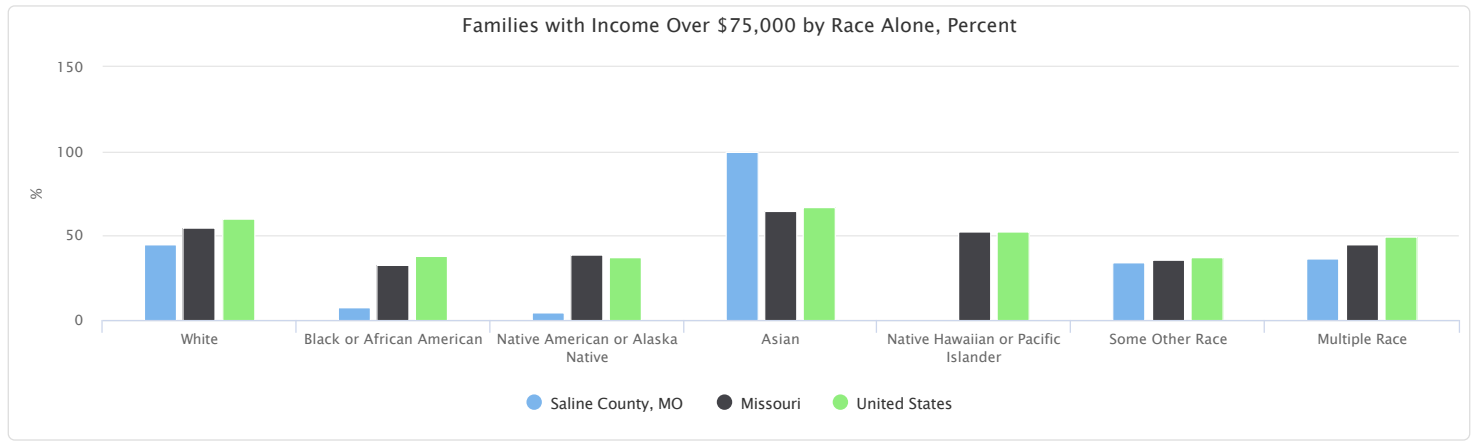 Families with Income Over $75,000 by Race Alone, Percent
150
100
50
0
%
White
Black or African American
Native American or Alaska
Native
Asian
Native Hawaiian or Pacific
Islander
Some Other Race
Multiple Race
Saline County, MO
Missouri
United States